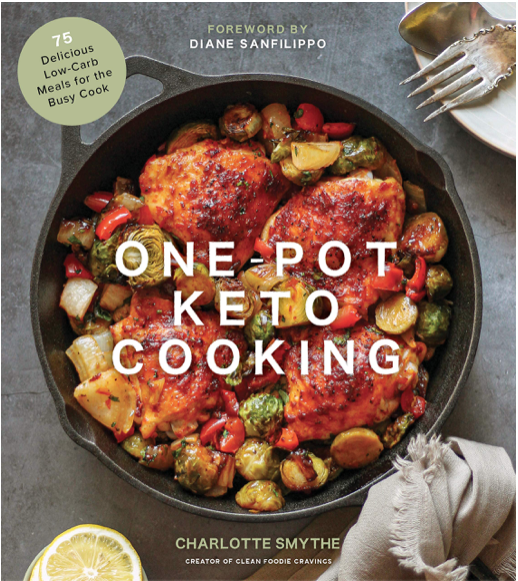 75
Delicious
Low-Carb
Meals for the
Busy Cook
FOREWORD BY
DIANE SANFILIPPO
ONE-POT
KETO
COOKING
CHARLOTTE SMYTHE
CREATOR OF CLEAN FOODIE CRAVINGS